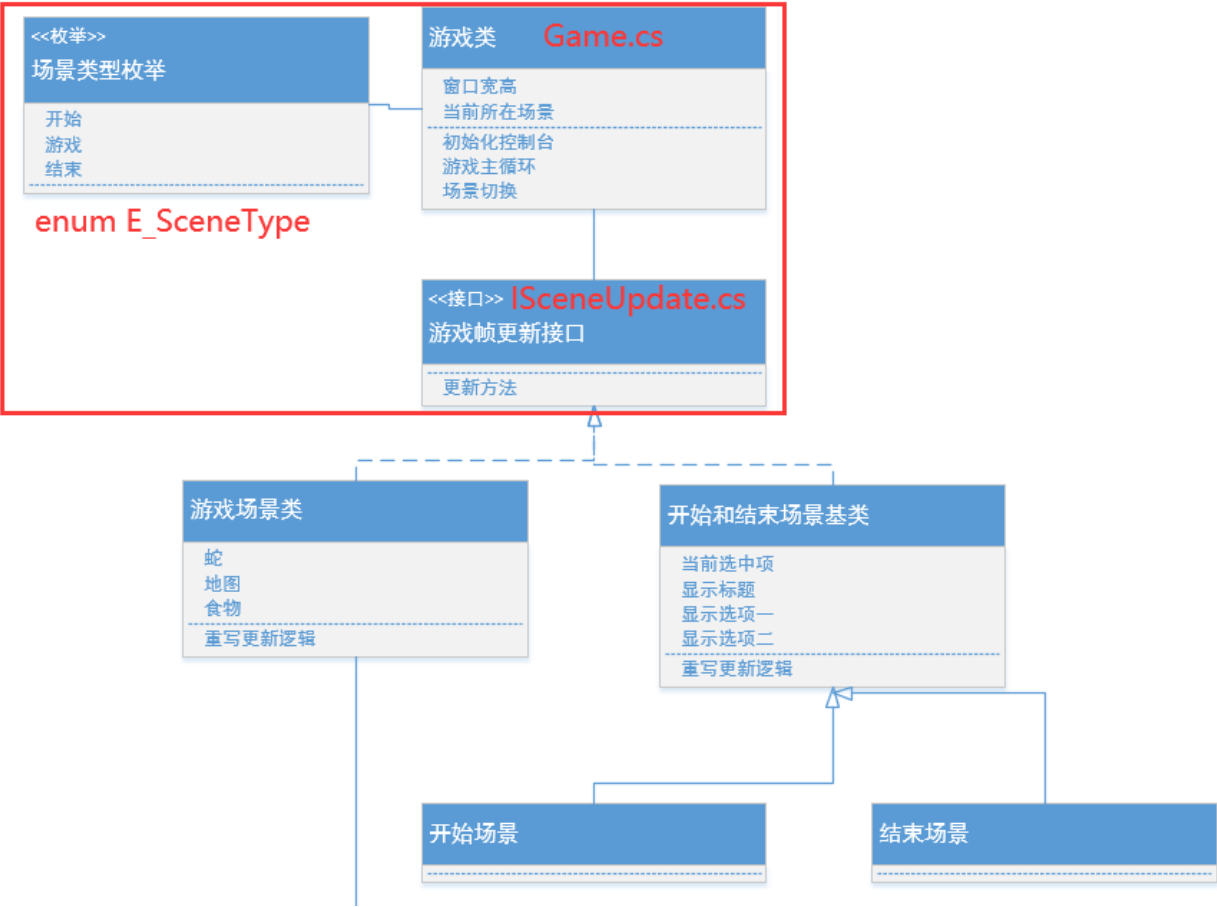 <<枚举>>
场景类型枚举
开始
游戏
结束
enum E_SceneType
游戏类 Game.cs
窗口宽高
当前所在场景
初始化控制台
游戏主循环
场景切换
<<接口>> ISceneUpdate.cs
游戏帧更新接口
更新方法
游戏场景类
蛇
地图
食物
重写更新逻辑
开始和结束场景基类
当前选中项
显示标题
显示选项一
显示选项二
重写更新逻辑
开始场景
结束场景